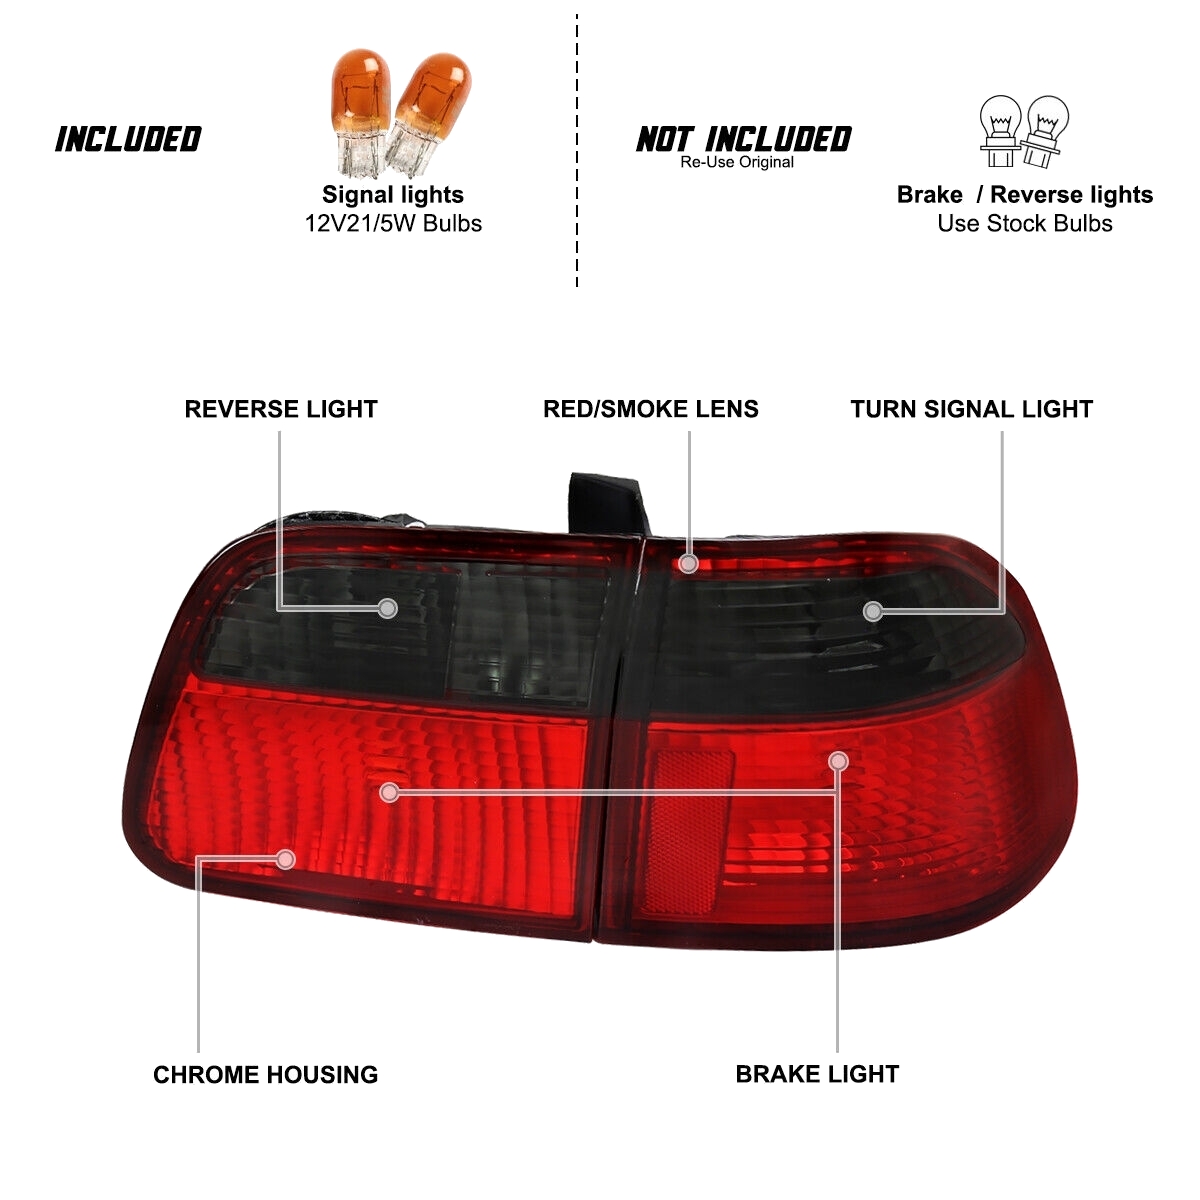 INCLUDED
Signal lights
12V21/5W Bulbs
NOT INCLUDED
Re-Use Original
Brake / Reverse lights
Use Stock Bulbs
REVERSE LIGHT
RED/SMOKE LENS
TURN SIGNAL LIGHT
CHROME HOUSING
BRAKE LIGHT